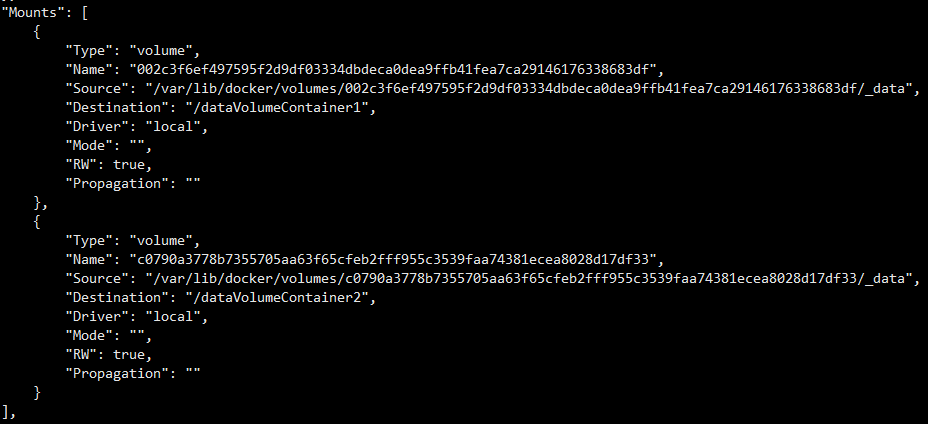 "Mounts": [
    {
        "Type": "volume",
        "Name": "002c3f6ef497595f2d9df03334dbdeca0dea9ffb41fea7ca29146176338683df",
        "Source": "/var/lib/docker/volumes/002c3f6ef497595f2d9df03334dbdeca0dea9ffb41fea7ca29146176338683df/_data",
        "Destination": "/dataVolumeContainer1",
        "Driver": "local",
        "Mode": "",
        "RW": true,
        "Propagation": ""
    },
    {
        "Type": "volume",
        "Name": "c0790a3778b7355705aa63f65cfeb2fff955c3539faa74381ecea8028d17df33",
        "Source": "/var/lib/docker/volumes/c0790a3778b7355705aa63f65cfeb2fff955c3539faa74381ecea8028d17df33/_data",
        "Destination": "/dataVolumeContainer2",
        "Driver": "local",
        "Mode": "",
        "RW": true,
        "Propagation": ""
    }
],